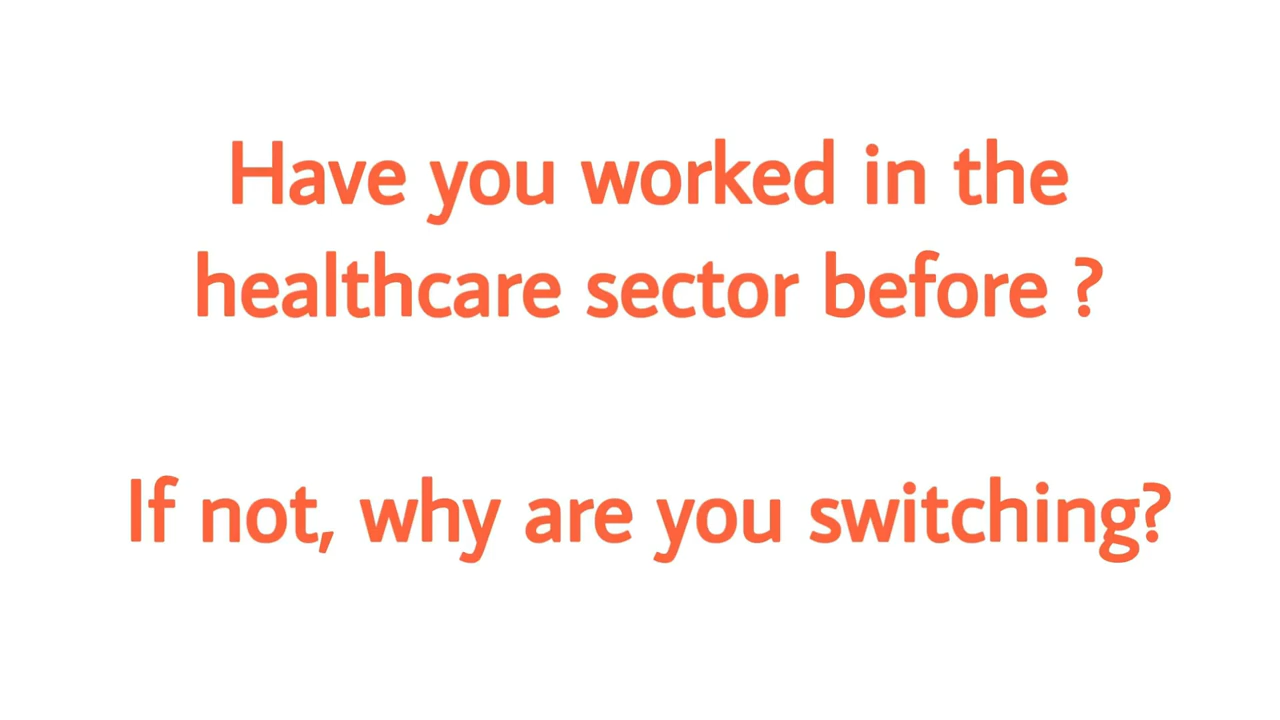 Have you worked in the
healthcare sector before ?
If not, why are you switching?